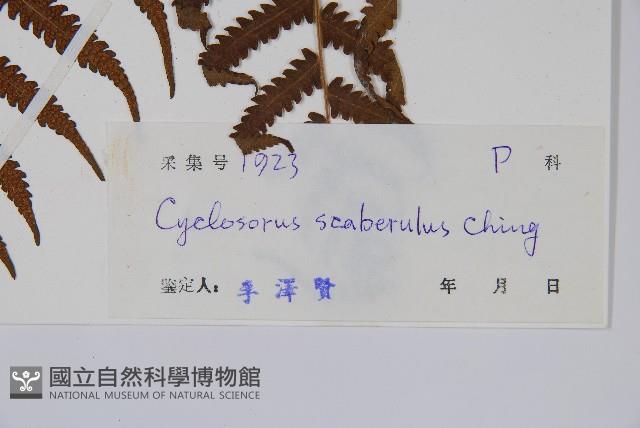 采集号 1923 P 科
Cyclosorus scaberulus Ching
鉴定人: 李澤賢 年 月 日
國立自然科學博物館
NATIONAL MUSEUM OF NATURAL SCIENCE